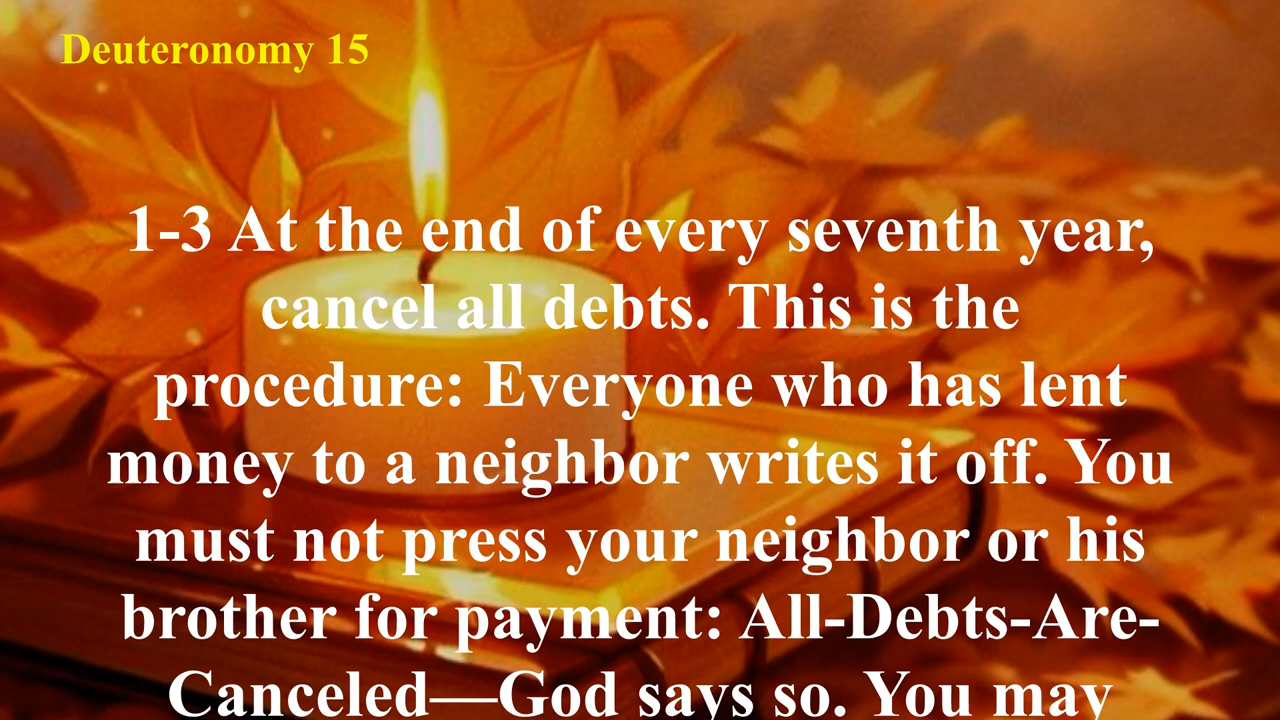 Deuteronomy 15
1-3 At the end of every seventh year,
cancel all debts. This is the
procedure: Everyone who has lent
money to a neighbor writes it off. You
must not press your neighbor or his
brother for payment: All-Debts-Are-
Canceled—God says so. You may